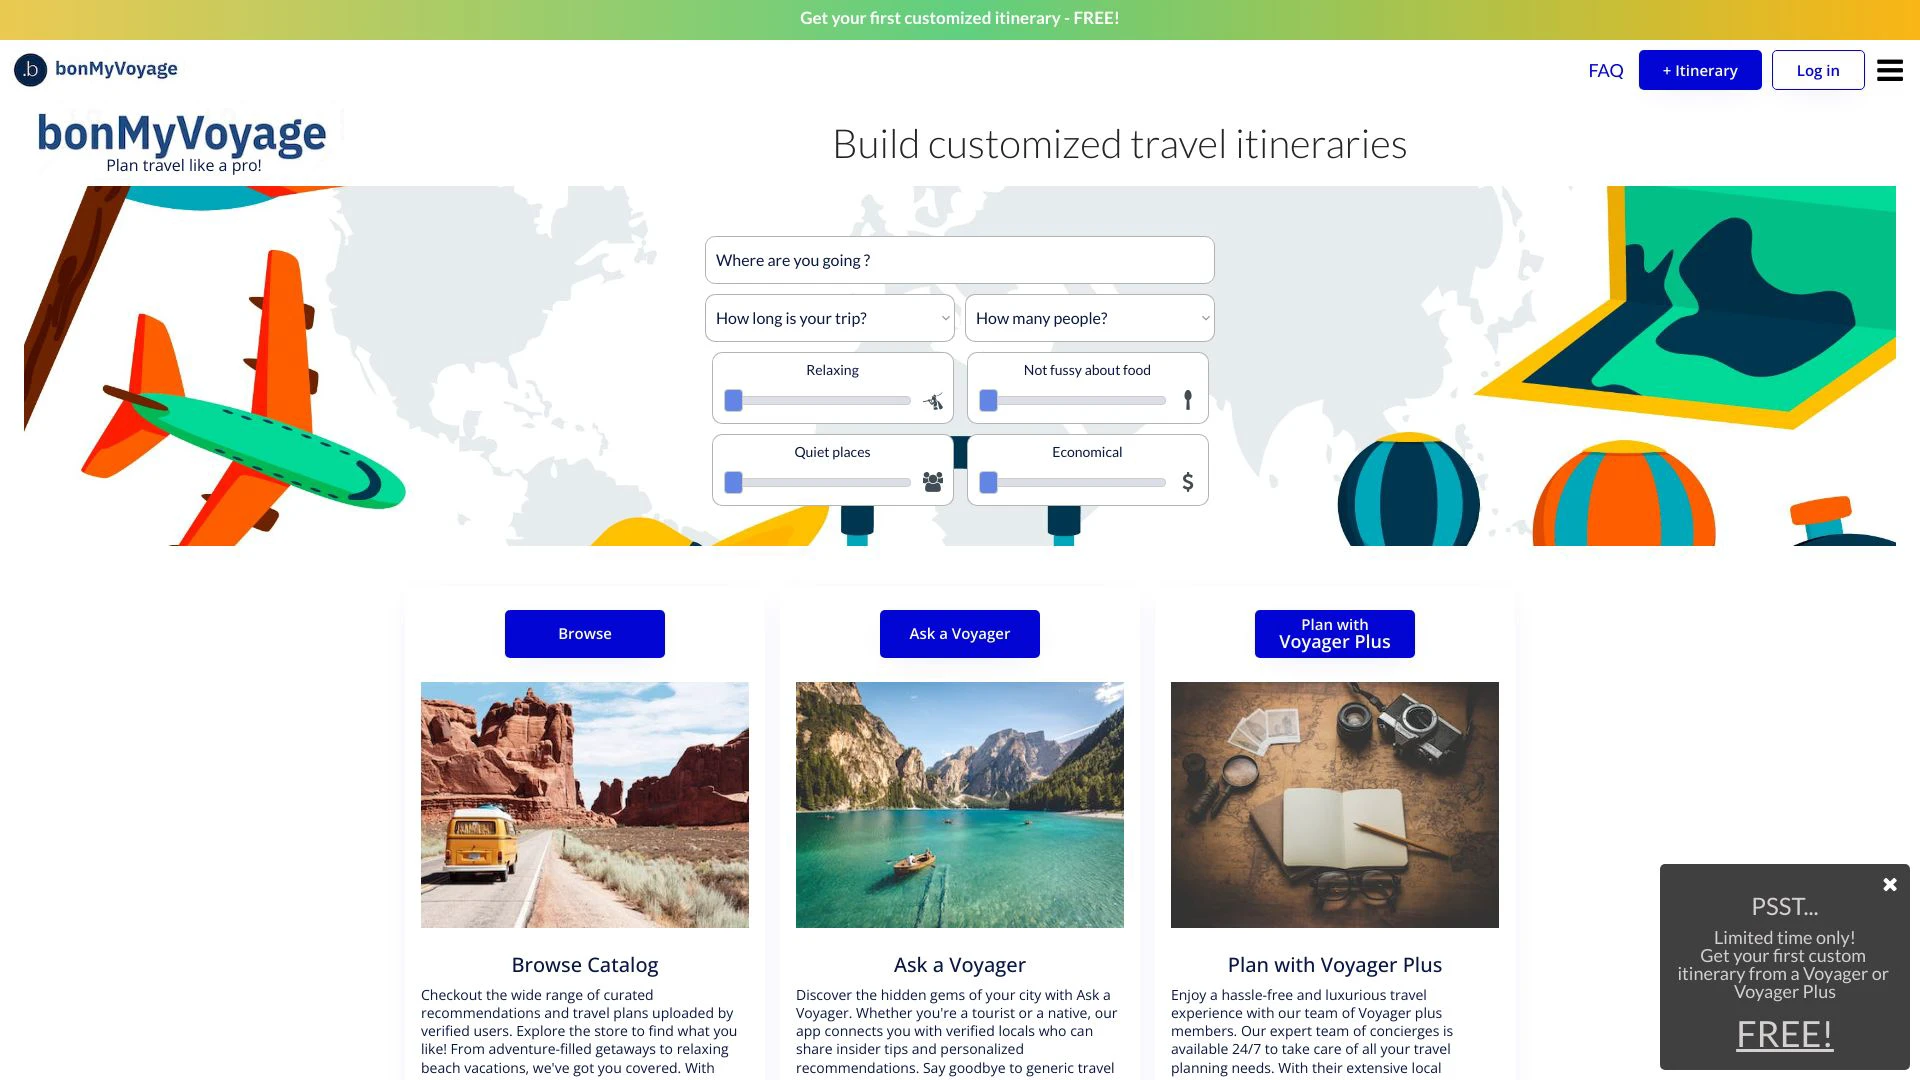 Get your first customized itinerary - FREE!
.b bonMyVoyage
FAQ
+ Itinerary
Log in
bonMyVoyage
Plan travel like a pro!
Build customized travel itineraries
Where are you going ?
How long is your trip?
How many people?
Relaxing
Not fussy about food
Quiet places
Economical
$
Browse
Ask a Voyager
Plan with
Voyager Plus
Browse Catalog
Checkout the wide range of curated
recommendations and travel plans uploaded by
verified users. Explore the store to find what you
like! From adventure-filled getaways to relaxing
beach vacations, we've got you covered. With
Ask a Voyager
Discover the hidden gems of your city with Ask a
Voyager. Whether you're a tourist or a native, our
app connects you with verified locals who can
share insider tips and personalized
recommendations. Say goodbye to generic travel
Plan with Voyager Plus
Enjoy a hassle-free and luxurious travel
experience with our team of Voyager plus
members. Our expert team of concierges is
available 24/7 to take care of all your travel
planning needs. With their extensive local
PSST...
Limited time only!
Get your first custom
itinerary from a Voyager or
Voyager Plus
FREE!